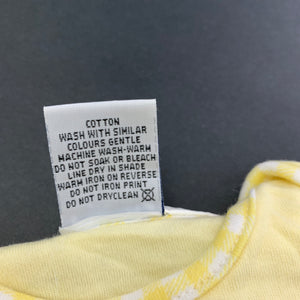 COTTON
WASH WITH SIMILAR
COLOURS GENTLE
MACHINE WASH-WARM
DO NOT SOAK OR BLEACH
LINE DRY IN SHADE
WARM IRON ON REVERSE
DO NOT IRON PRINT
DO NOT DRYCLEAN